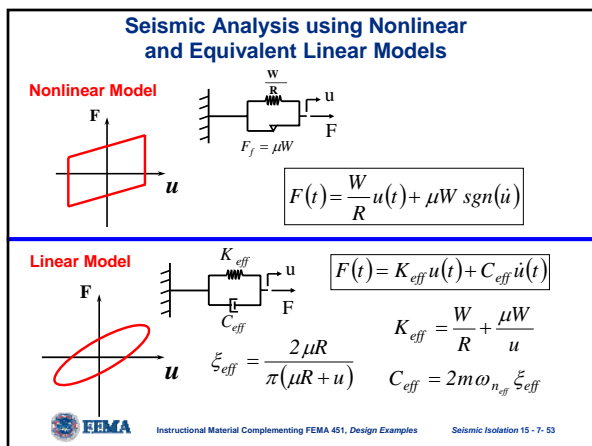 Seismic Analysis using Nonlinear
and Equivalent Linear Models
Nonlinear Model
F
u
W
R
u
F
F_f = μW
F(t) = W/R u(t) + μW sgn(u̇)
Linear Model
F
u
K_eff
C_eff
u
F
F(t) = K_eff u(t) + C_eff u̇(t)
K_eff = W/R + μW/u
ξ_eff = 2μR / π(μR + u)
C_eff = 2mω_{n_eff} ξ_eff
FEMA
Instructional Material Complementing FEMA 451, Design Examples Seismic Isolation 15 - 7- 53